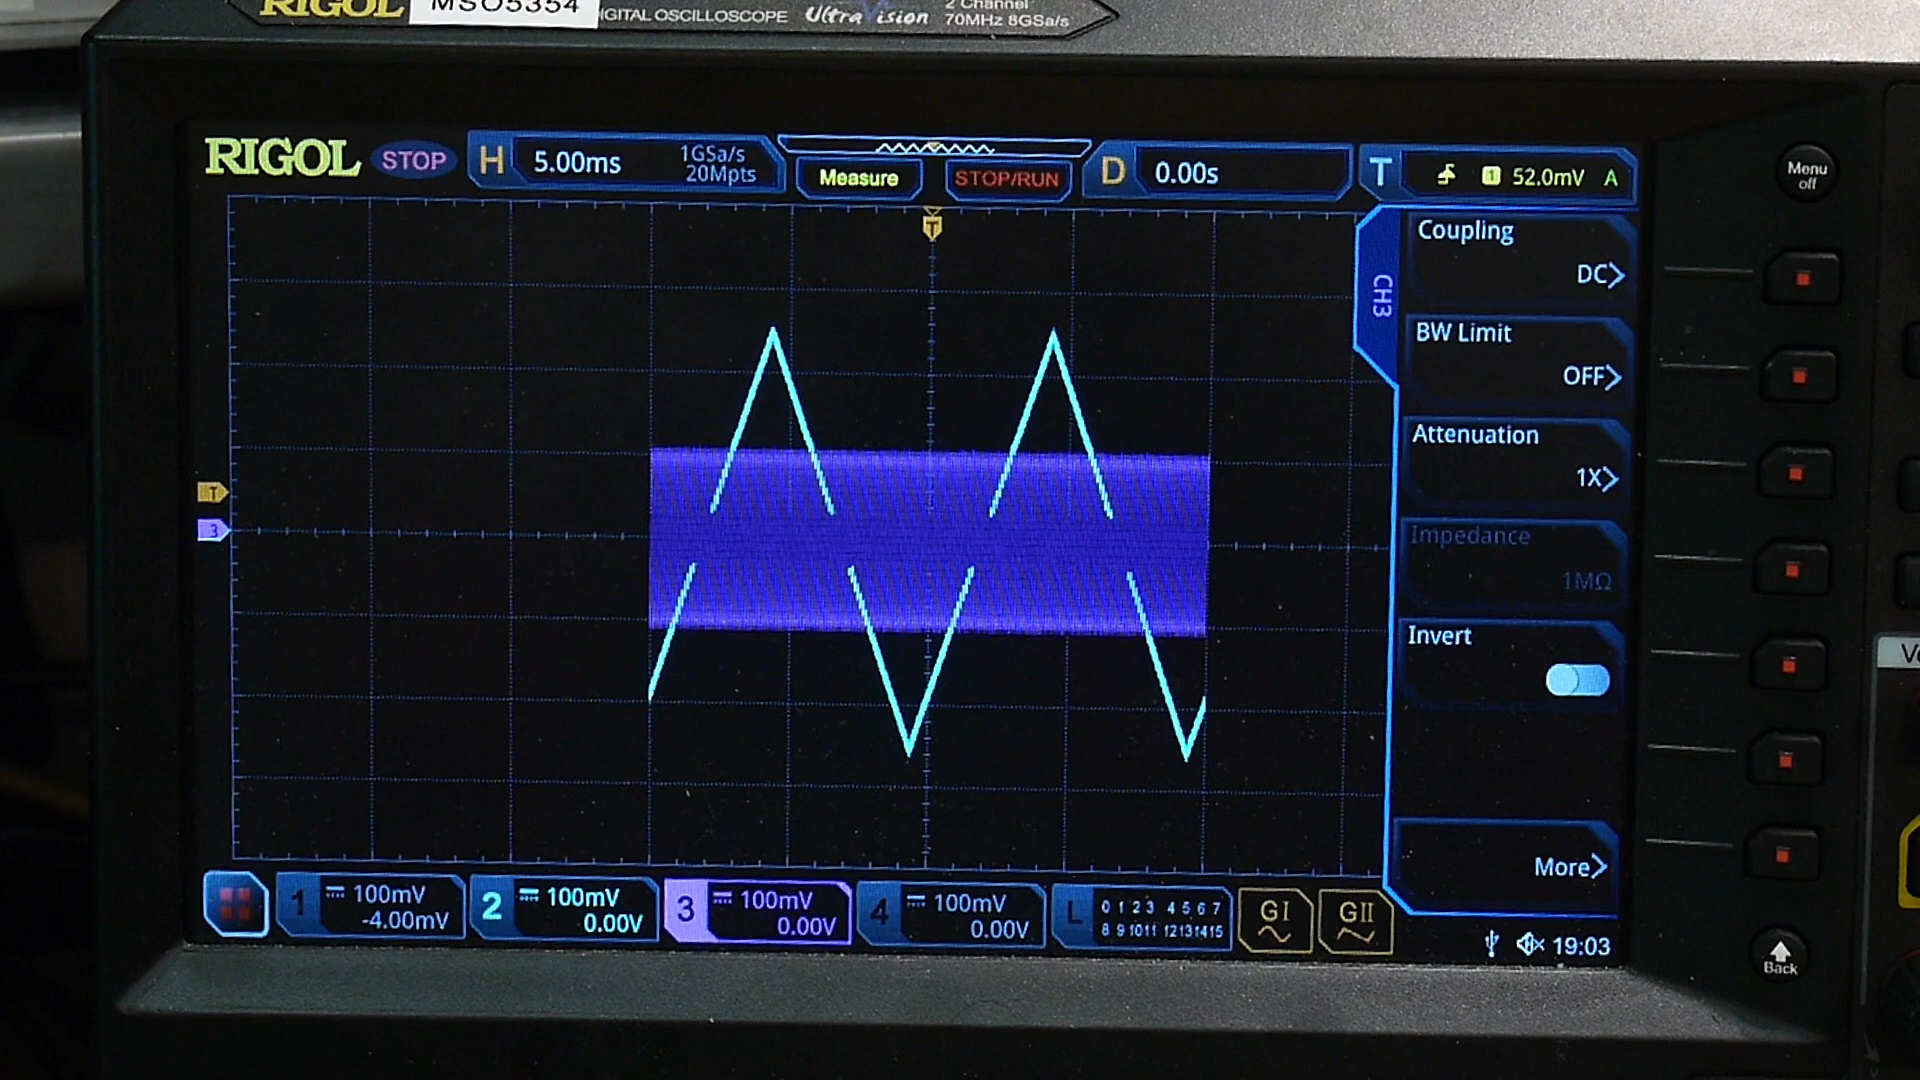 RIGOL MSO5354 DIGITAL OSCILLOSCOPE UltraVision 2 Channel
70MHz 8GSa/s
RIGOL STOP H 5.00ms 1GSa/s
20Mpts
Measure STOP/RUN D 0.00s T 1 52.0mV A
Menu
off
T
CH3
Coupling
DC>
BW Limit
OFF>
Attenuation
1X>
Impedance
1MΩ
Invert
More>
T
3
1 100mV
-4.00mV
2 100mV
0.00V
3 100mV
0.00V
4 100mV
0.00V
L 0 1 2 3 4 5 6 7
8 9 10 11 12 13 14 15
GI
GII
19:03
Back